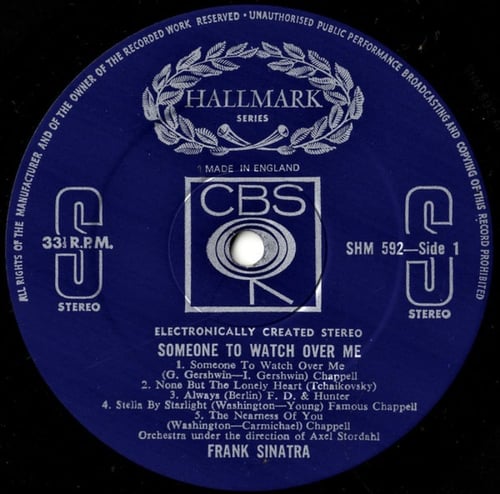 ALL RIGHTS OF THE MANUFACTURER AND OF THE OWNER OF THE RECORDED WORK RESERVED • UNAUTHORISED PUBLIC PERFORMANCE BROADCASTING AND COPYING OF THIS RECORD PROHIBITED
HALLMARK
SERIES
MADE IN ENGLAND
CBS
S
33⅓ R.P.M.
STEREO
SHM 592—Side 1
S
STEREO
ELECTRONICALLY CREATED STEREO
SOMEONE TO WATCH OVER ME
1. Someone To Watch Over Me
(G. Gershwin—I. Gershwin) Chappell
2. None But The Lonely Heart (Tchaikovsky)
3. Always (Berlin) F. D. & Hunter
4. Stella By Starlight (Washington—Young) Famous Chappell
5. The Nearness Of You
(Washington—Carmichael) Chappell
Orchestra under the direction of Axel Stordahl
FRANK SINATRA